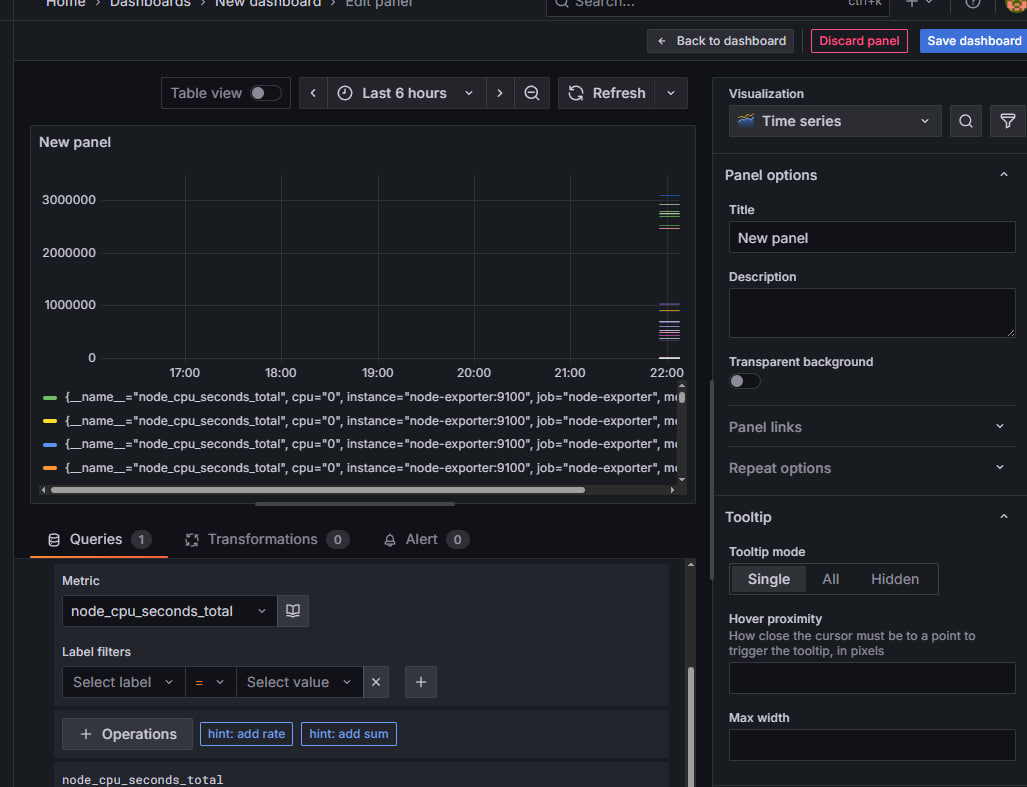 Home › Dashboards › New dashboard › Edit panel
Search... ctrl+k
← Back to dashboard Discard panel Save dashboard
Table view Last 6 hours Refresh
New panel
3000000
2000000
1000000
0
17:00 18:00 19:00 20:00 21:00 22:00
{__name__="node_cpu_seconds_total", cpu="0", instance="node-exporter:9100", job="node-exporter", mo
{__name__="node_cpu_seconds_total", cpu="0", instance="node-exporter:9100", job="node-exporter", mo
{__name__="node_cpu_seconds_total", cpu="0", instance="node-exporter:9100", job="node-exporter", mo
{__name__="node_cpu_seconds_total", cpu="0", instance="node-exporter:9100", job="node-exporter", mo
Queries 1 Transformations 0 Alert 0
Metric
node_cpu_seconds_total
Label filters
Select label = Select value × +
+ Operations hint: add rate hint: add sum
node_cpu_seconds_total
Visualization
Time series
Panel options
Title
New panel
Description
Transparent background
Panel links
Repeat options
Tooltip
Tooltip mode
Single All Hidden
Hover proximity
How close the cursor must be to a point to
trigger the tooltip, in pixels
Max width